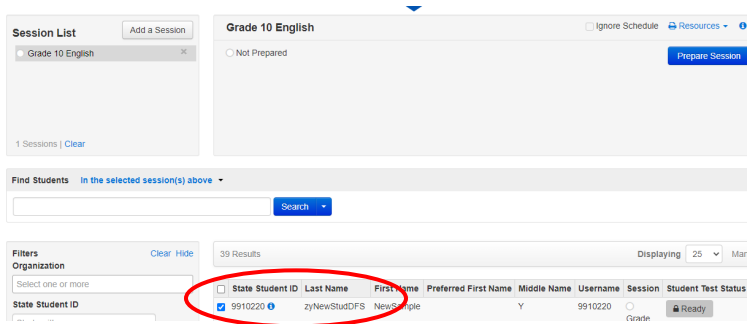 Session List
Add a Session
Grade 10 English
1 Sessions | Clear
Grade 10 English
Ignore Schedule
Resources
Not Prepared
Prepare Session
Find Students In the selected session(s) above
Search
Filters
Clear Hide
Organization
Select one or more
State Student ID
39 Results
Displaying 25
State Student ID Last Name First Name Preferred First Name Middle Name Username Session Student Test Status
9910220 zyNewStudDFS NewSample Y 9910220 Ready
Grade